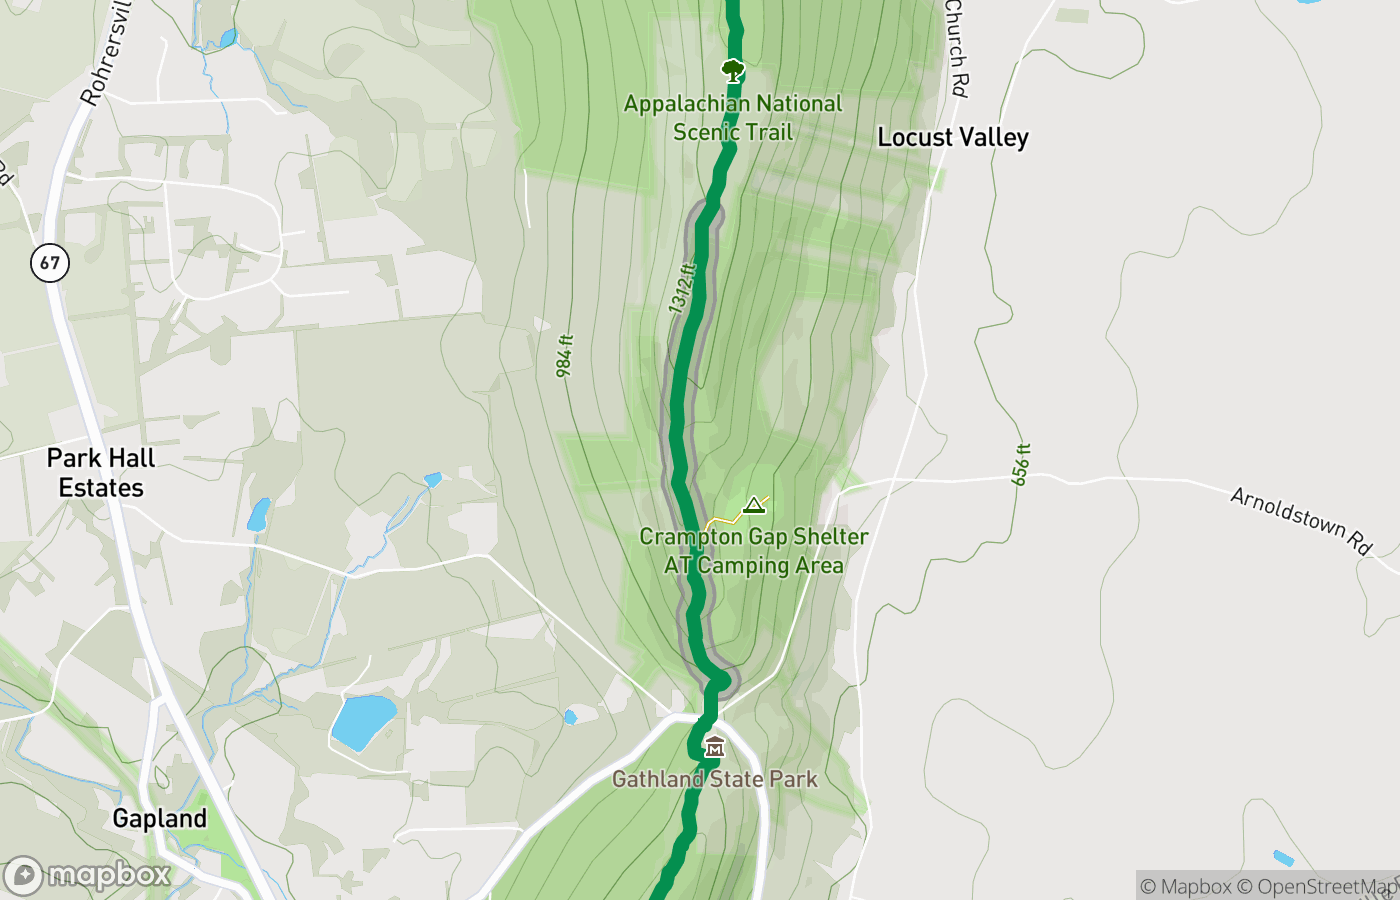 Rohrersvil
Church Rd
Appalachian National
Scenic Trail
Locust Valley
Rd
67
1312 ft
984 ft
Park Hall
Estates
656 ft
Arnoldstown Rd
Crampton Gap Shelter
AT Camping Area
Gathland State Park
Gapland
mapbox
© Mapbox © OpenStreetMap